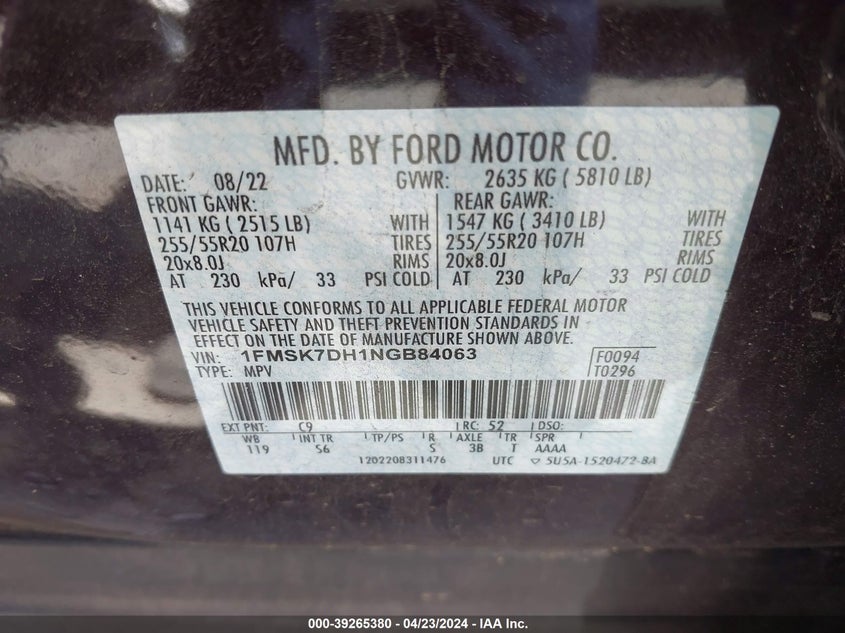 MFD. BY FORD MOTOR CO.
DATE: 08/22 GVWR: 2635 KG ( 5810 LB)
FRONT GAWR: REAR GAWR:
1141 KG ( 2515 LB) WITH 1547 KG ( 3410 LB) WITH
255/55R20 107H TIRES 255/55R20 107H TIRES
20x8.0J RIMS 20x8.0J RIMS
AT 230 kPa/ 33 PSI COLD AT 230 kPa/ 33 PSI COLD
THIS VEHICLE CONFORMS TO ALL APPLICABLE FEDERAL MOTOR
VEHICLE SAFETY AND THEFT PREVENTION STANDARDS IN
EFFECT ON THE DATE OF MANUFACTURE SHOWN ABOVE.
VIN: 1FMSK7DH1NGB84063 F0094
TYPE: MPV T0296
EXT PNT: C9 RC: 52 DSO:
WB INT TR TP/PS R AXLE TR SPR
119 S6 S 3B T AAAA
1202208311476 UTC ▽ 5U5A-1520472-BA
000-39265380 - 04/23/2024 - IAA Inc.